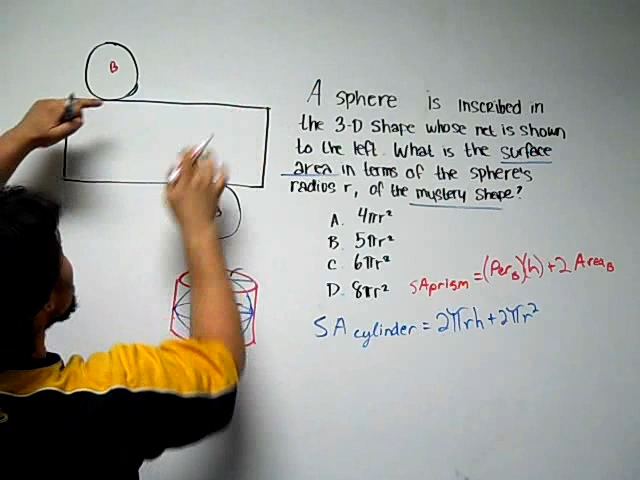 B
A sphere is inscribed in
the 3-D shape whose net is shown
to the left. What is the surface
area in terms of the sphere's
radius r, of the mystery shape?
A. 4πr²
B. 5πr²
C. 6πr²
D. 8πr²
SAprism = (Per_B)(h) + 2 Area_B
SA cylinder = 2πrh + 2πr²